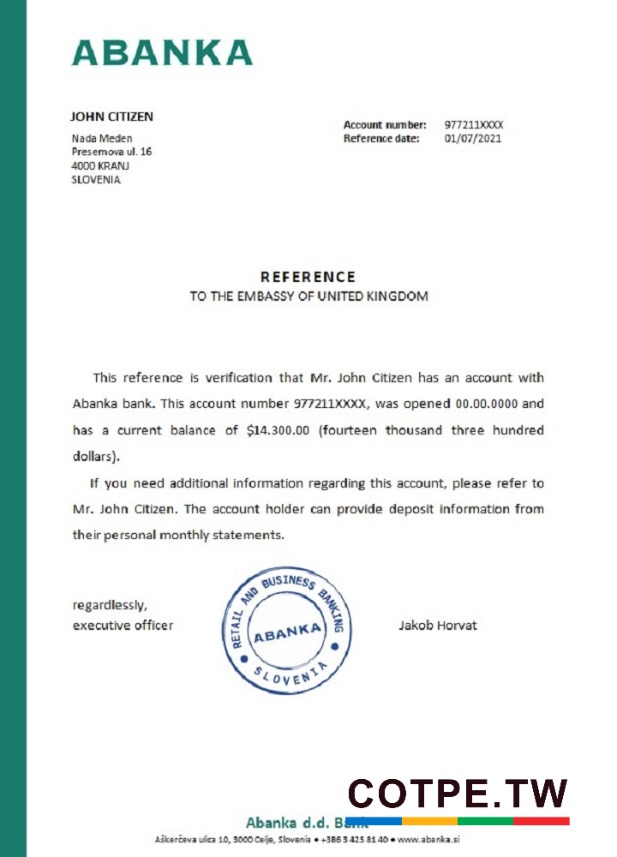 ABANKA
JOHN CITIZEN
Nada Meden
Presernova ul. 16
4000 KRANJ
SLOVENIA
Account number: 977211XXXX
Reference date: 01/07/2021
REFERENCE
TO THE EMBASSY OF UNITED KINGDOM
This reference is verification that Mr. John Citizen has an account with
Abanka bank. This account number 977211XXXX, was opened 00.00.0000 and
has a current balance of $14.300.00 (fourteen thousand three hundred
dollars).
If you need additional information regarding this account, please refer to
Mr. John Citizen. The account holder can provide deposit information from
their personal monthly statements.
regardlessly,
executive officer
RETAIL AND BUSINESS BANKING
ABANKA
SLOVENIA
Jakob Horvat
COTPE.TW
Abanka d.d. Bank
Aškerčeva ulica 10, 3000 Celje, Slovenia • +386 3 425 81 40 • www.abanka.si